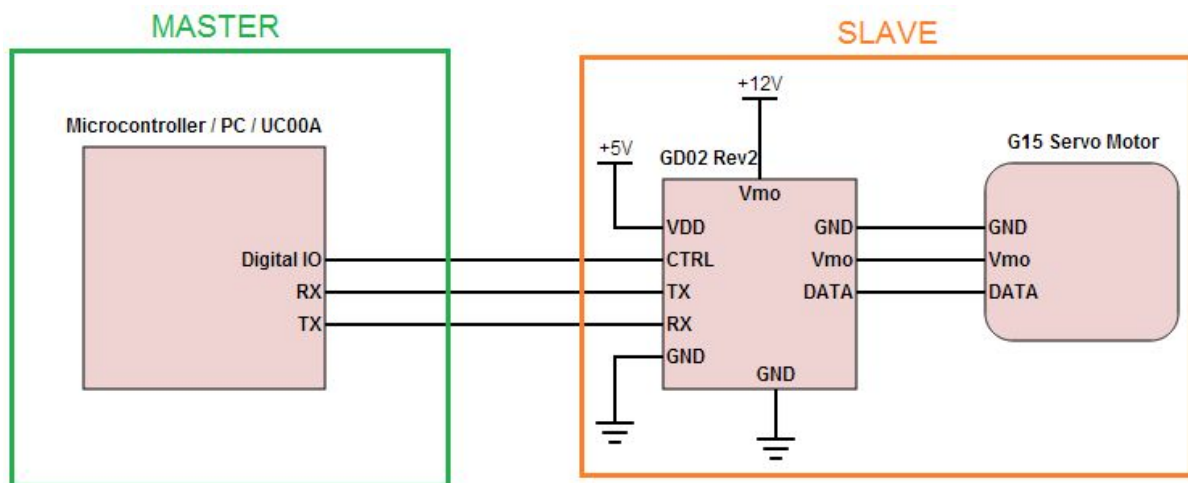 MASTER
SLAVE
Microcontroller / PC / UC00A
Digital IO
RX
TX
+5V
+12V
GD02 Rev2
Vmo
VDD
CTRL
TX
RX
GND
GND
Vmo
DATA
GND
G15 Servo Motor
GND
Vmo
DATA